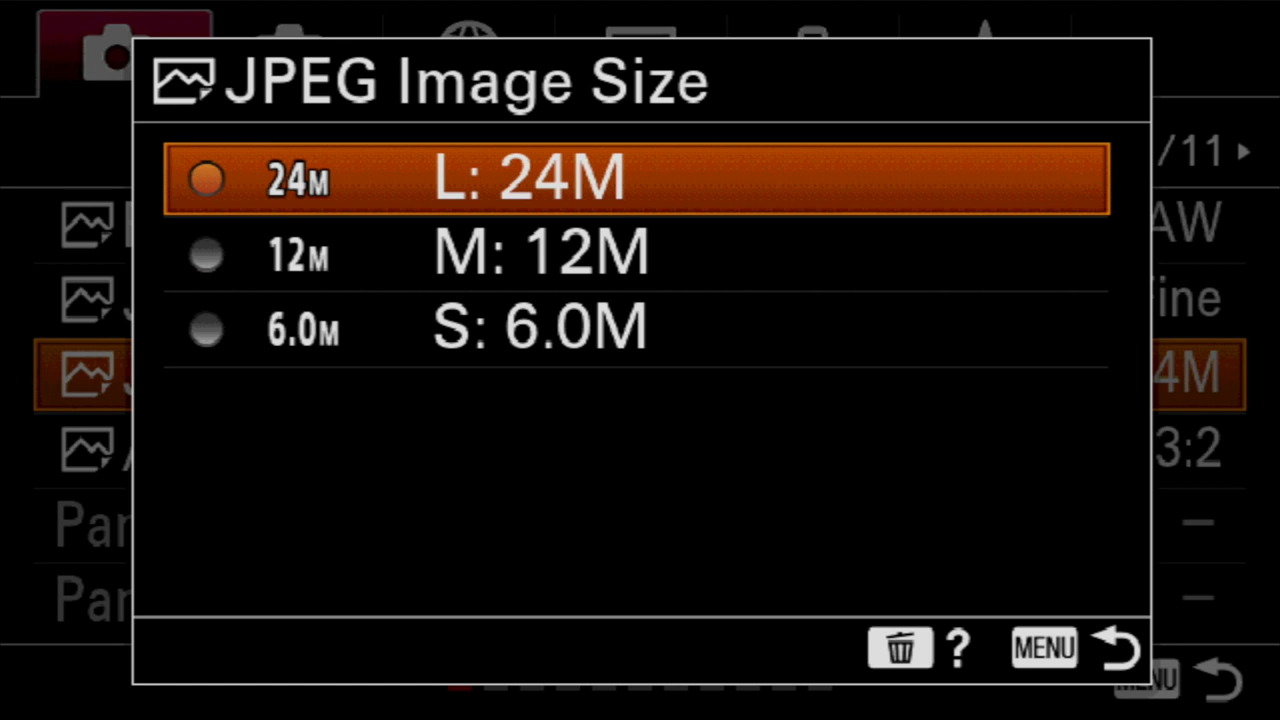 JPEG Image Size
/11
24M L: 24M
AW
12M M: 12M
ine
6.0M S: 6.0M
4M
3:2
Par
–
Par
–
? MENU